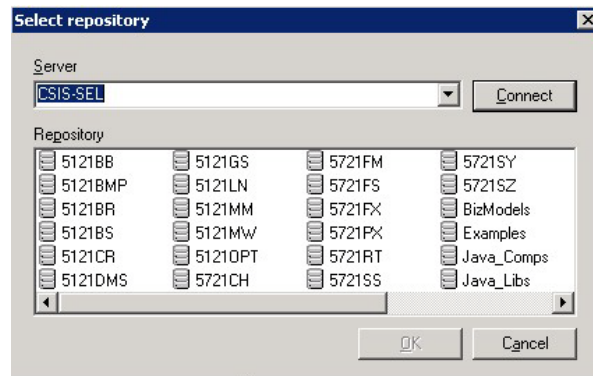 Select repository
Server
CSIS-SEL
Connect
Repository
5121BB 5121GS 5721FM 5721SY
5121BMP 5121LN 5721FS 5721SZ
5121BR 5121MM 5721FX BizModels
5121BS 5121MW 5721PX Examples
5121CR 5121OPT 5721RT Java_Comps
5121DMS 5721CH 5721SS Java_Libs
OK Cancel